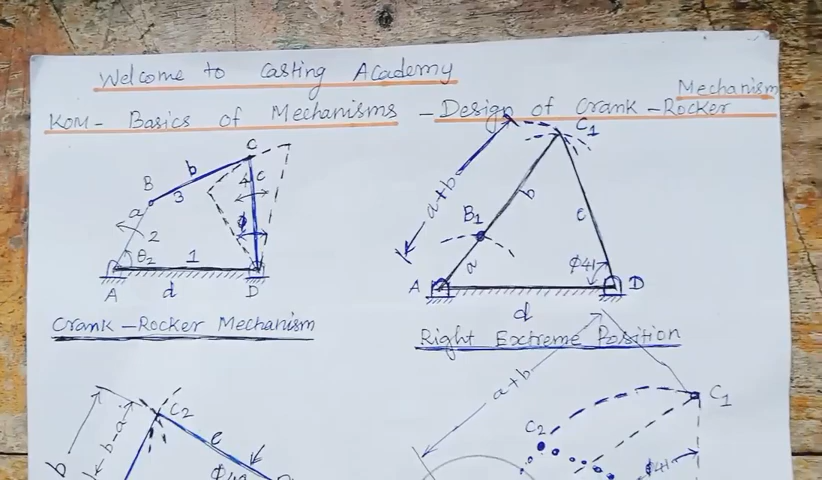 Welcome to Casting Academy
KOM- Basics of Mechanisms - Design of Crank - Rocker Mechanism
B b C
3 4 c
a 2 φ
θ2 1
A d D
Crank - Rocker Mechanism
C1
a+b b
B1 c
a φ41
A D
d
Right Extreme Position
C2
b b-a c
a+b C1
C2
φ41